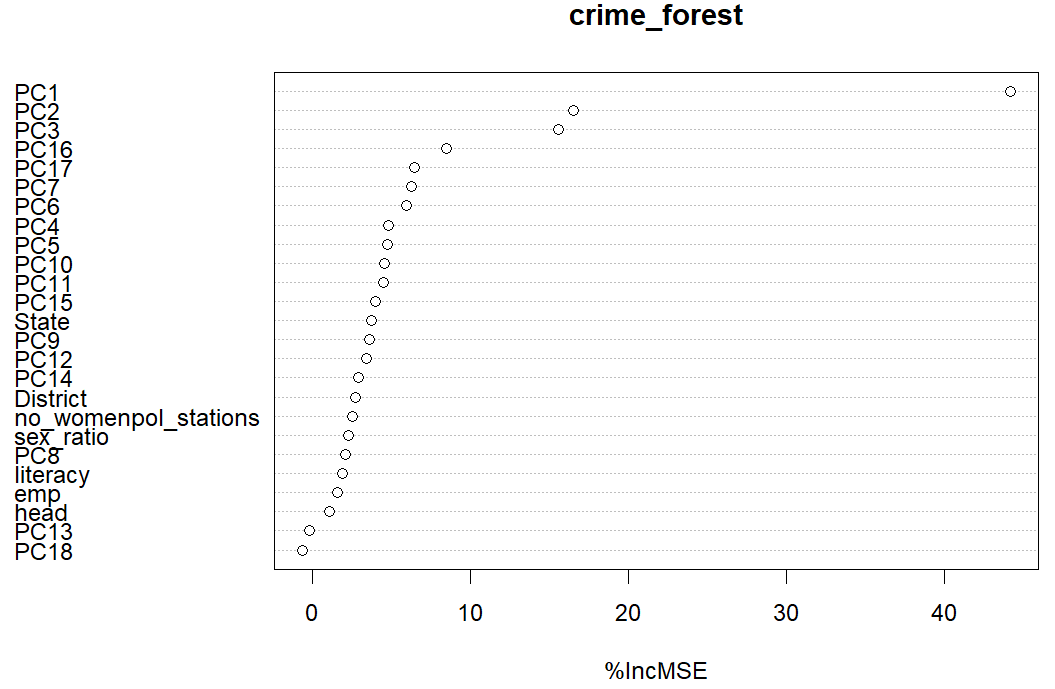 crime_forest
PC1
PC2
PC3
PC16
PC17
PC7
PC6
PC4
PC5
PC10
PC11
PC15
State
PC9
PC12
PC14
District
no_womenpol_stations
sex_ratio
PC8
literacy
emp
head
PC13
PC18
0 10 20 30 40
%IncMSE